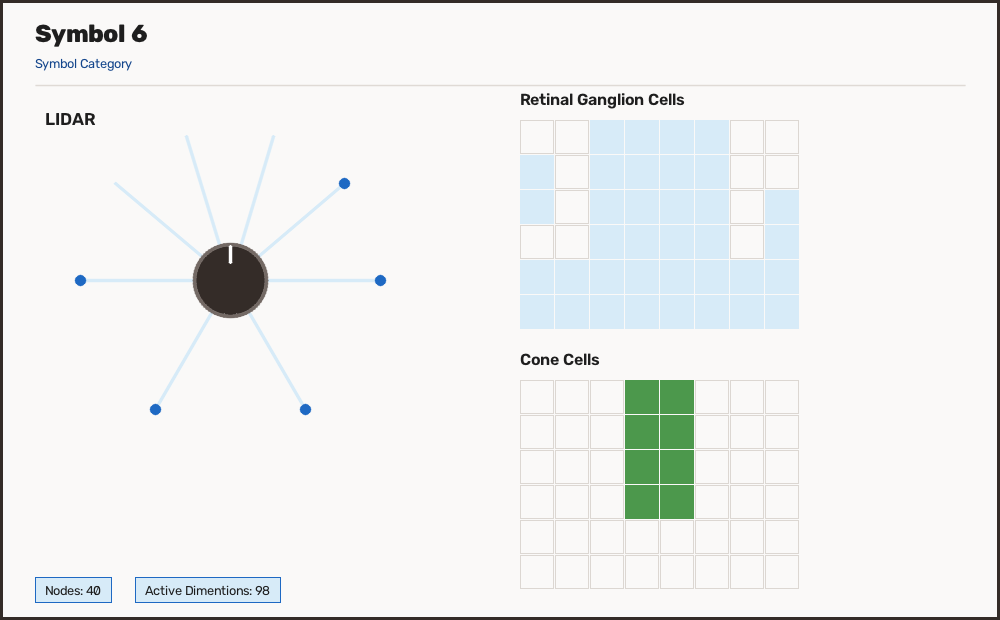 Symbol 6
Symbol Category
LIDAR
Retinal Ganglion Cells
Cone Cells
Nodes: 40
Active Dimentions: 98